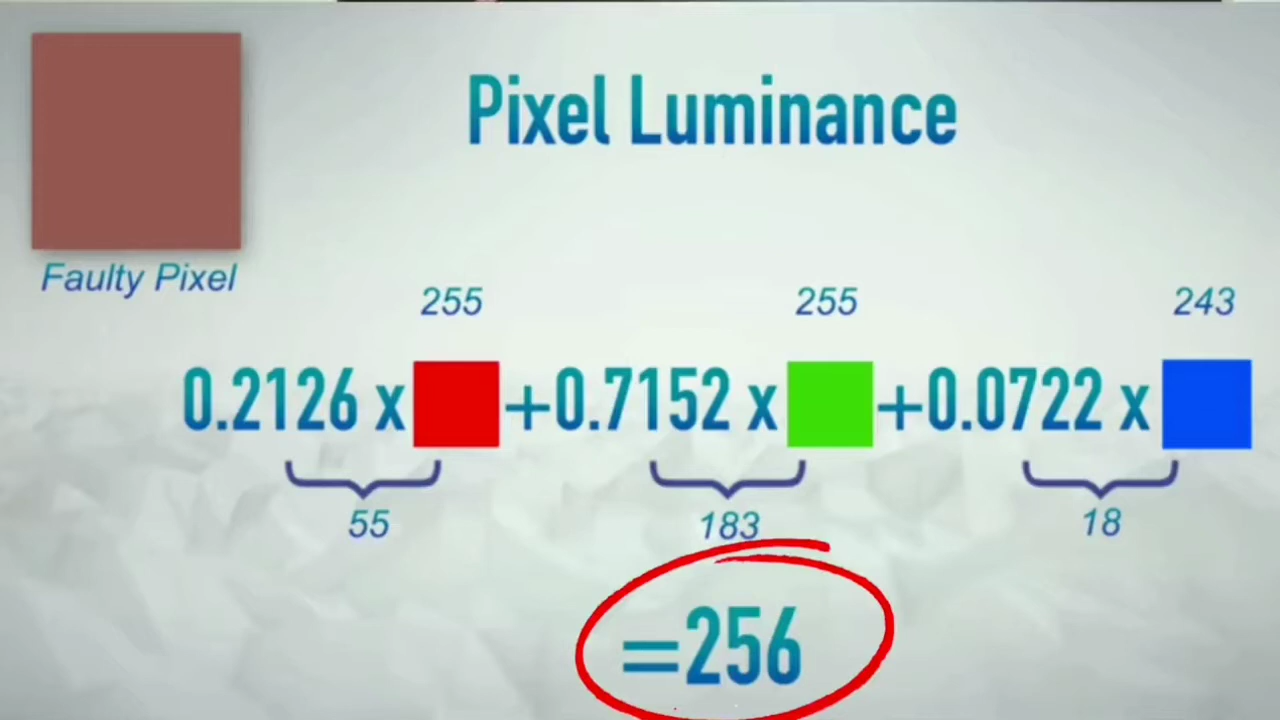 Pixel Luminance
Faulty Pixel
255 255 243
0.2126 x +0.7152 x +0.0722 x
55 183 18
=256